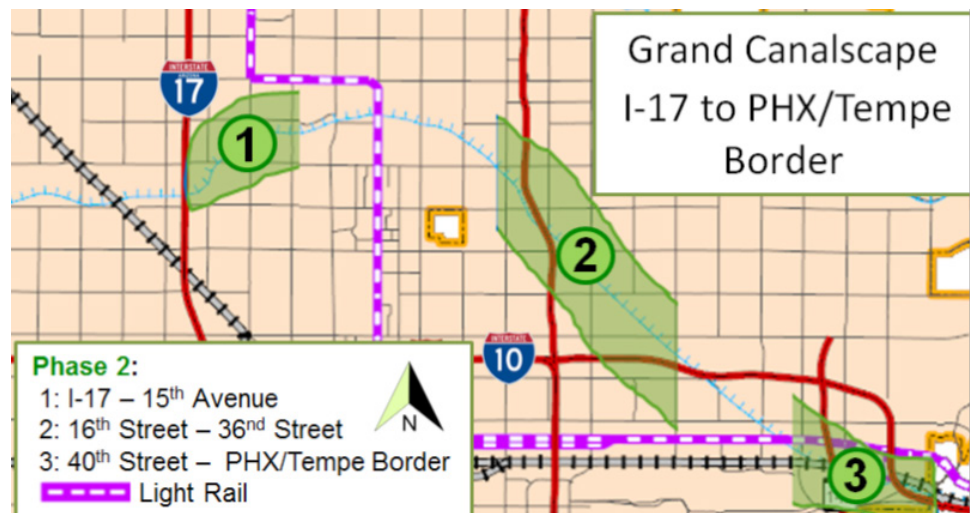 Grand Canalscape
I-17 to PHX/Tempe
Border
INTERSTATE
ARIZONA
17
1
2
INTERSTATE
10
3
Phase 2:
1: I-17 – 15th Avenue
2: 16th Street – 36nd Street
3: 40th Street – PHX/Tempe Border
Light Rail
N